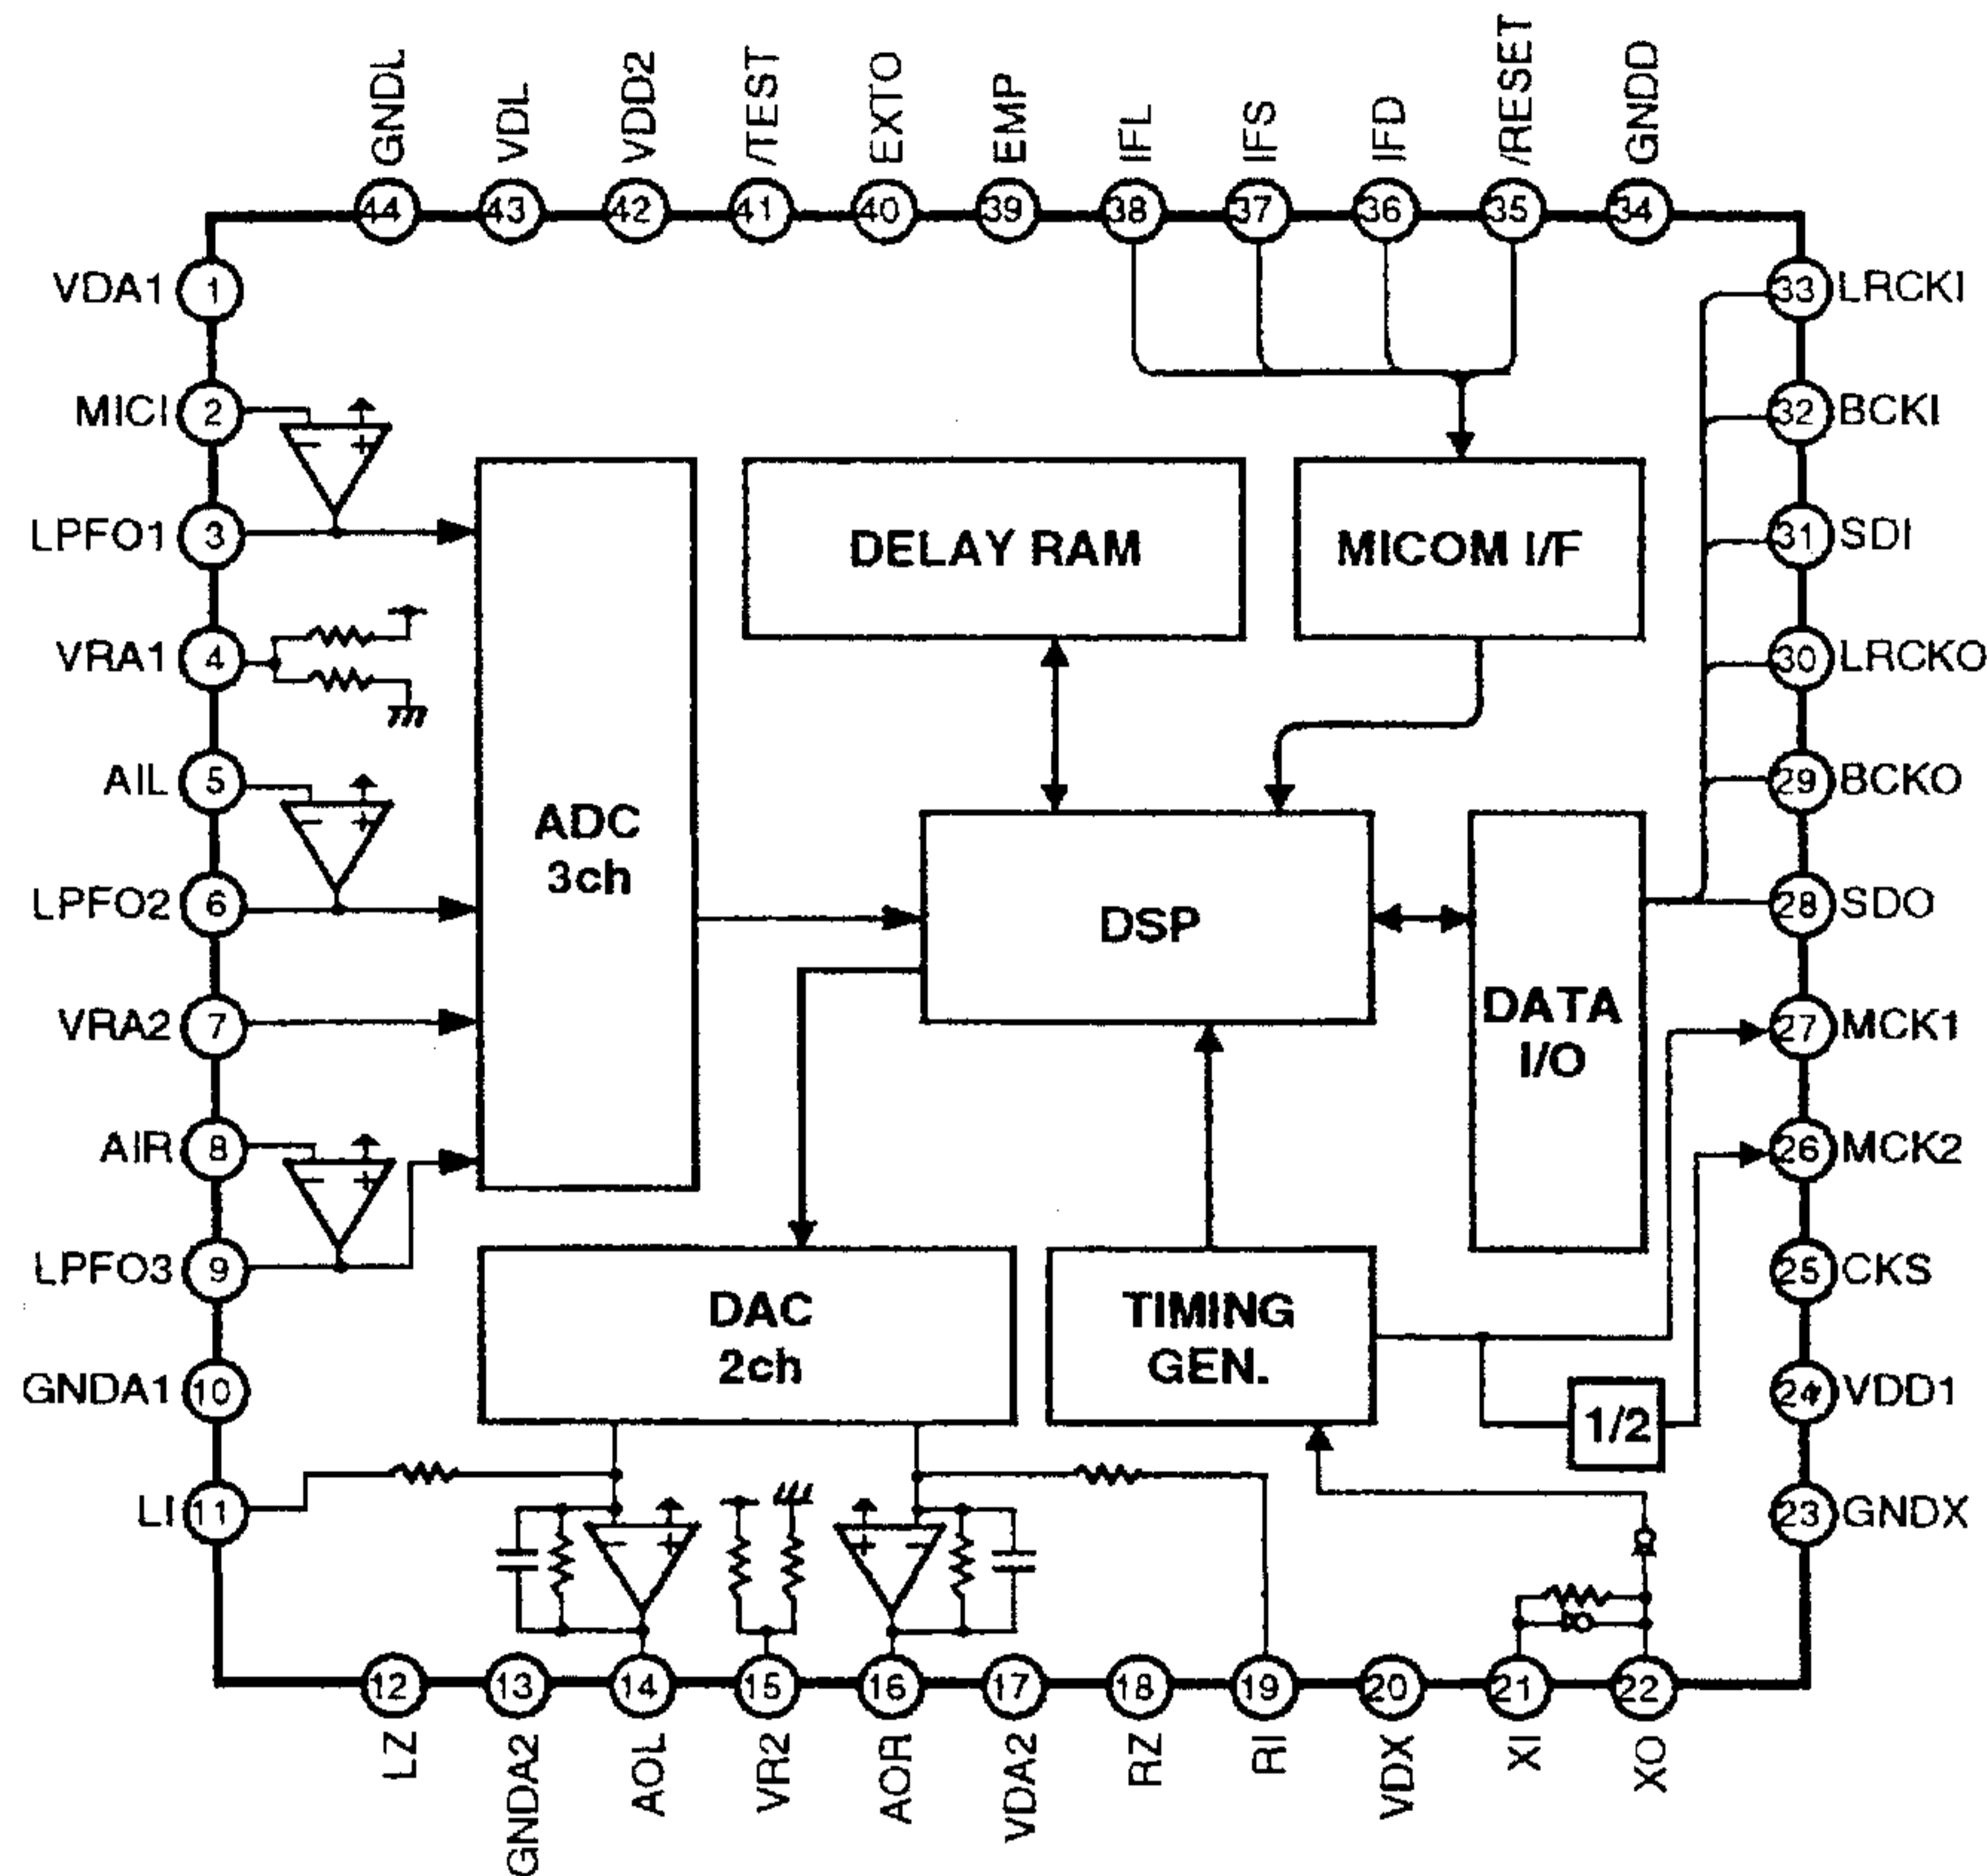 GNDL
VDL
VDD2
/TEST
EXTO
EMP
IFL
IFS
IFD
/RESET
GNDD
44
43
42
41
40
39
38
37
36
35
34
VDA1 1
33 LRCKI
MICI 2
- +
32 BCKI
LPFO1 3
DELAY RAM
MICOM I/F
31 SDI
VRA1 4
30 LRCKO
AIL 5
- +
29 BCKO
ADC
3ch
LPFO2 6
DSP
28 SDO
VRA2 7
DATA
I/O
27 MCK1
AIR 8
- +
26 MCK2
LPFO3 9
25 CKS
DAC
2ch
TIMING
GEN.
GNDA1 10
1/2
24 VDD1
LI 11
23 GNDX
- +
+ -
12
13
14
15
16
17
18
19
20
21
22
LZ
GNDA2
AOL
VR2
AOR
VDA2
RZ
RI
VDX
XI
XO